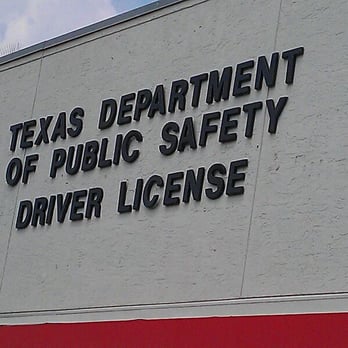 TEXAS DEPARTMENT
OF PUBLIC SAFETY
DRIVER LICENSE